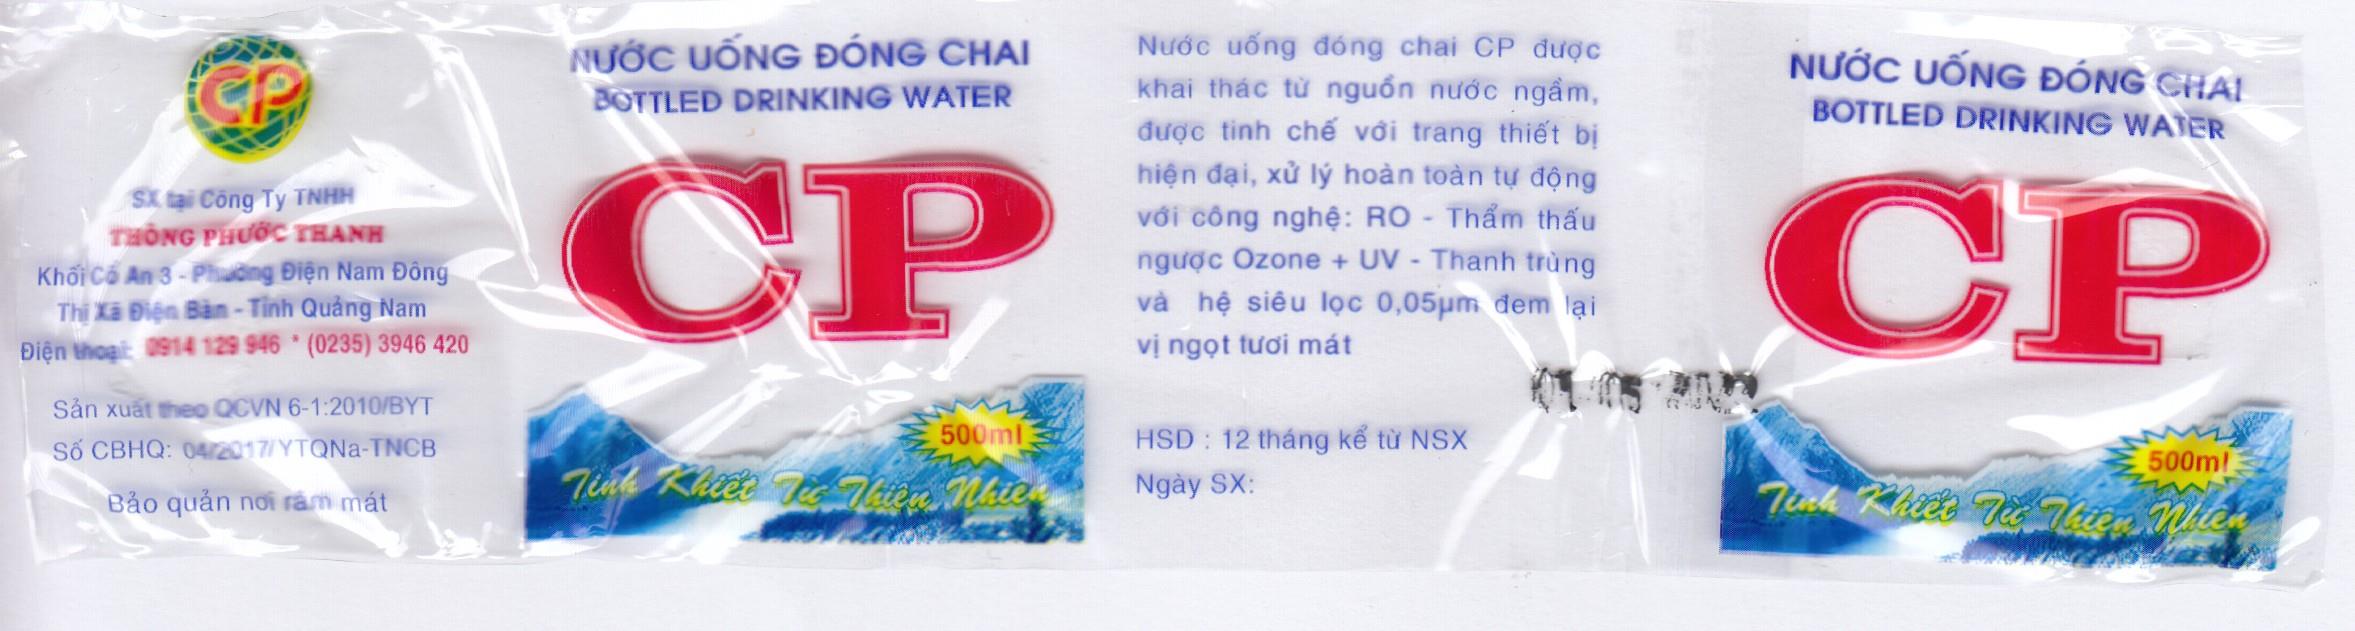 CP
SX tại Công Ty TNHH
THÔNG PHƯỚC THANH
Khối Cổ An 3 - Phường Điện Nam Đông
Thị Xã Điện Bàn - Tỉnh Quảng Nam
Điện thoại: 0914 129 946 * (0235) 3946 420
Sản xuất theo QCVN 6-1:2010/BYT
Số CBHQ: 04/2017/YTQNa-TNCB
Bảo quản nơi râm mát
NƯỚC UỐNG ĐÓNG CHAI
BOTTLED DRINKING WATER
CP
500ml
Tinh Khiết Từ Thiên Nhiên
Nước uống đóng chai CP được
khai thác từ nguồn nước ngầm,
được tinh chế với trang thiết bị
hiện đại, xử lý hoàn toàn tự động
với công nghệ: RO - Thẩm thấu
ngược Ozone + UV - Thanh trùng
và hệ siêu lọc 0,05µm đem lại
vị ngọt tươi mát
HSD : 12 tháng kể từ NSX
Ngày SX:
NƯỚC UỐNG ĐÓNG CHAI
BOTTLED DRINKING WATER
CP
500ml
Tinh Khiết Từ Thiên Nhiên